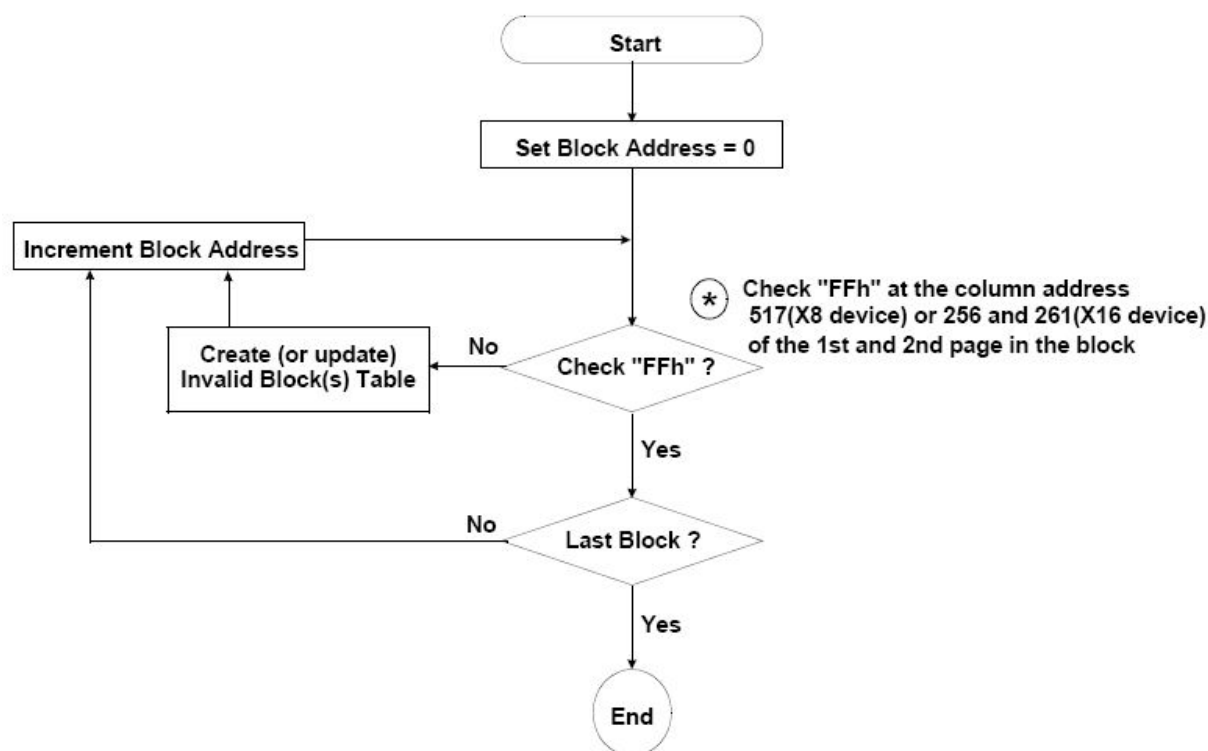 Start
Set Block Address = 0
Increment Block Address
* Check "FFh" at the column address
517(X8 device) or 256 and 261(X16 device)
of the 1st and 2nd page in the block
Create (or update)
Invalid Block(s) Table
No
Check "FFh" ?
Yes
No
Last Block ?
Yes
End